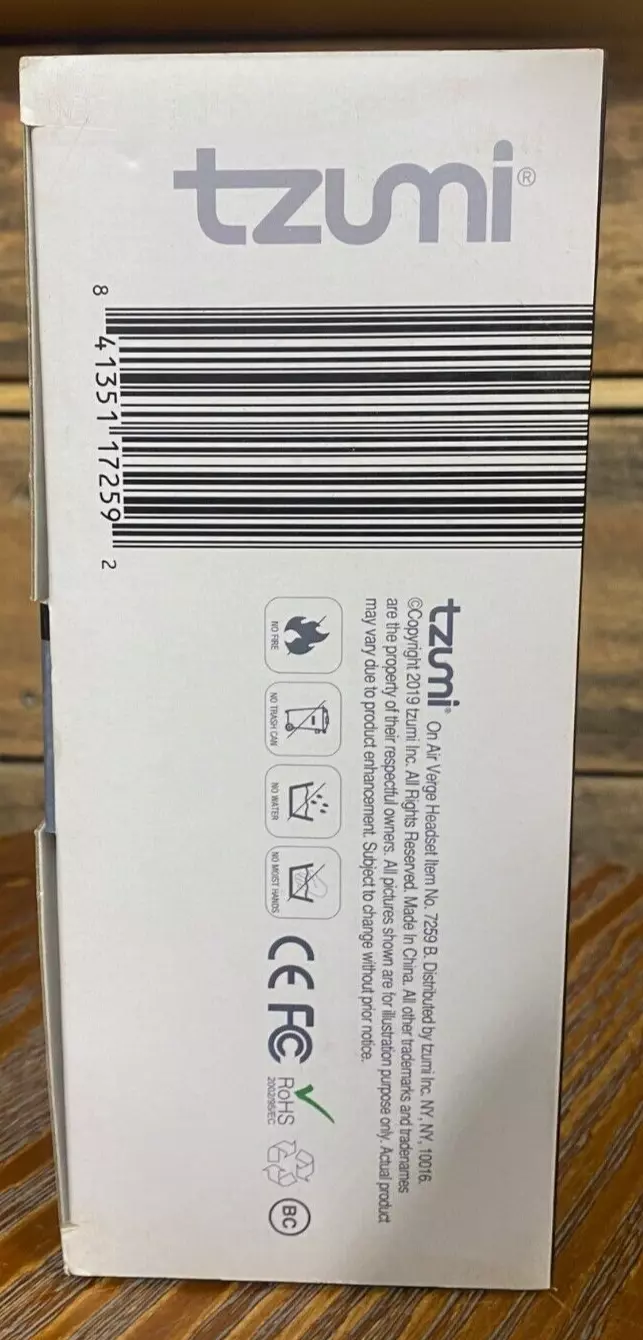 tzumi®
8 41351 17259 2
tzumi® On Air Verge Headset Item No. 7259 B. Distributed by tzumi Inc. NY, NY, 10016.
©Copyright 2019 tzumi Inc. All Rights Reserved. Made In China. All other trademarks and tradenames
are the property of their respectful owners. All pictures shown are for illustration purpose only. Actual product
may vary due to product enhancement. Subject to change without prior notice.
NO FIRE
NO TRASH CAN
NO WATER
NO MOIST HANDS
CE FC
RoHS
2002/95/EC
BC